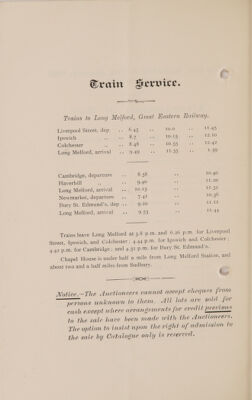 Train Service.
Trains to Long Melford, Great Eastern Railway.
Liverpool Street, dep. .. 6.45 .. 10.0 .. 11.45
Ipswich .. 8.7 .. 10.15 .. 12.10
Colchester .. 8.48 .. 10.55 .. 12.42
Long Melford, arrival .. 9.49 .. 11.35 .. 1.39
Cambridge, departure .. 8.38 .. 10.40
Haverhill .. 9.40 .. 11.20
Long Melford, arrival .. 10.13 .. 11.51
Newmarket, departure .. 7.41 .. 10.36
Bury St. Edmund's, dep .. 9.10 .. 11.11
Long Melford, arrival .. 9.33 .. 11.44
Trains leave Long Melford at 3.8 p.m. and 6.26 p.m. for Liverpool
Street, Ipswich, and Colchester; 4.44 p.m. for Ipswich and Colchester;
4.42 p.m. for Cambridge; and 4.31 p.m. for Bury St. Edmund's.
Chapel House is under half a mile from Long Melford Station, and
about two and a half miles from Sudbury.
Notice.—The Auctioneers cannot accept cheques from
persons unknown to them. All lots are sold for
cash except where arrangements for credit previous
to the sale have been made with the Auctioneers.
The option to insist upon the right of admission to
the sale by Catalogue only is reserved.